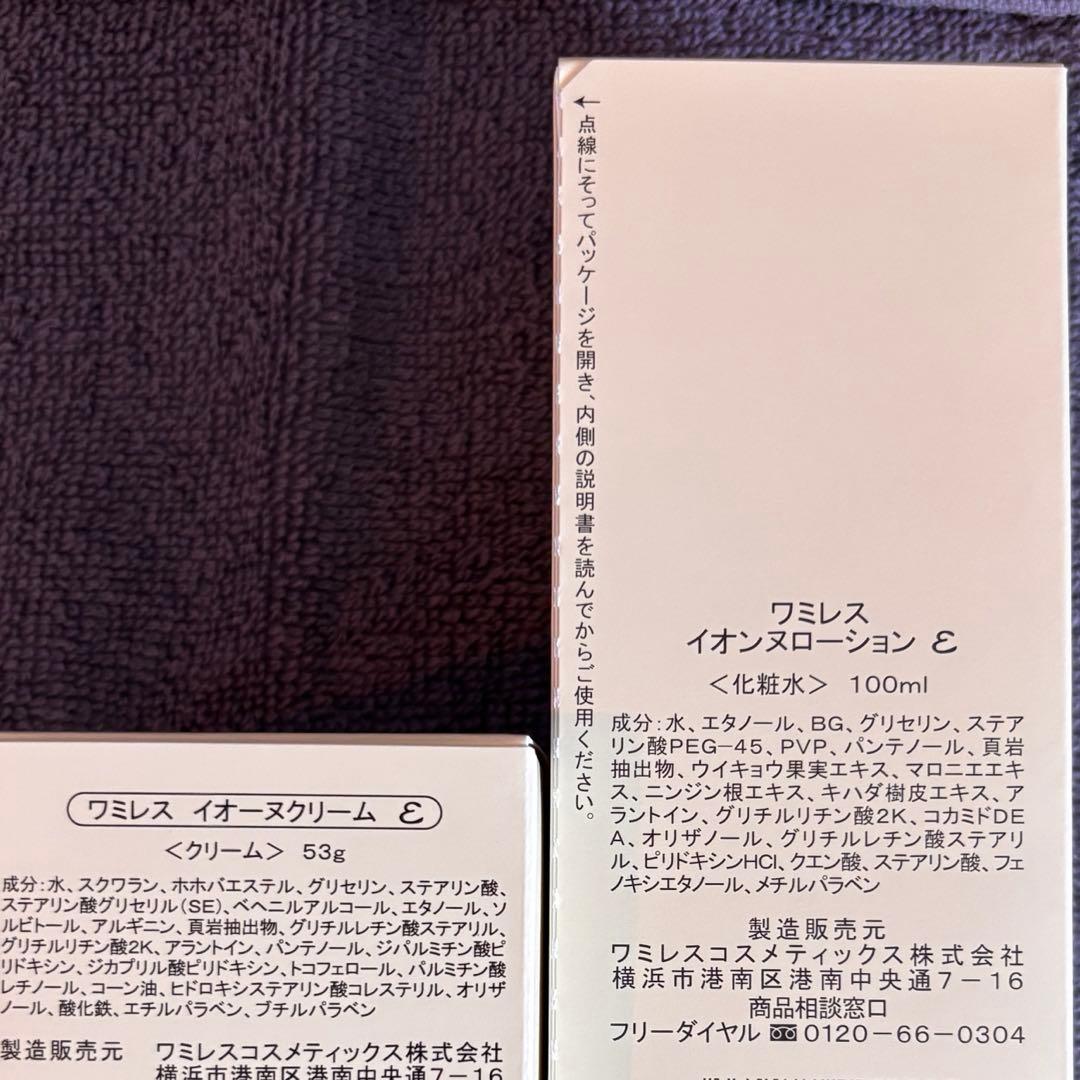 ←点線にそってパッケージを開き、内側の説明書を読んでからご使用ください。
ワミレス
イオンヌローション ε
<化粧水> 100ml
成分:水、エタノール、BG、グリセリン、ステア
リン酸PEG-45、PVP、パンテノール、頁岩
抽出物、ウイキョウ果実エキス、マロニエエキ
ス、ニンジン根エキス、キハダ樹皮エキス、ア
ラントイン、グリチルリチン酸2K、コカミドDE
A、オリザノール、グリチルレチン酸ステアリ
ル、ピリドキシンHCl、クエン酸、ステアリン酸、フェ
ノキシエタノール、メチルパラベン
製造販売元
ワミレスコスメティックス株式会社
横浜市港南区港南中央通7-16
商品相談窓口
フリーダイヤル 0120-66-0304
ワミレス イオーヌクリーム ε
<クリーム> 53g
成分:水、スクワラン、ホホバエステル、グリセリン、ステアリン酸、
ステアリン酸グリセリル(SE)、ベヘニルアルコール、エタノール、ソ
ルビトール、アルギニン、頁岩抽出物、グリチルレチン酸ステアリル、
グリチルリチン酸2K、アラントイン、パンテノール、ジパルミチン酸ピ
リドキシン、ジカプリル酸ピリドキシン、トコフェロール、パルミチン酸
レチノール、コーン油、ヒドロキシステアリン酸コレステリル、オリザ
ノール、酸化鉄、エチルパラベン、ブチルパラベン
製造販売元 ワミレスコスメティックス株式会社
横浜市港南区港南中央通7-16